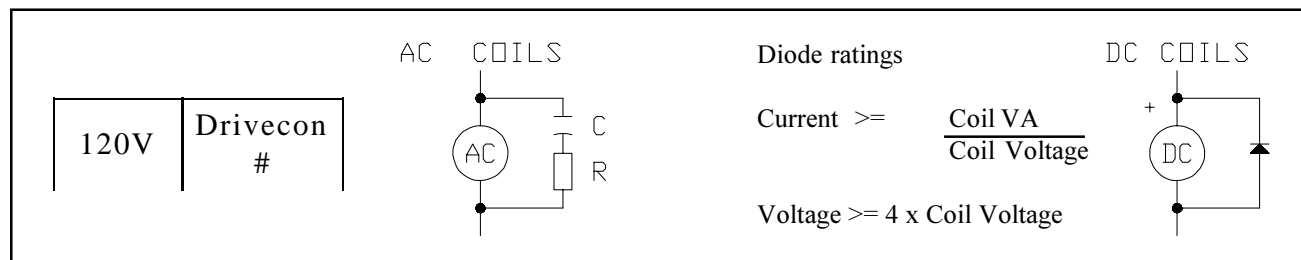 120V
Drivecon
#
AC COILS
AC
C
R
Diode ratings
Current >=
Coil VA
Coil Voltage
Voltage >= 4 x Coil Voltage
DC COILS
+
DC